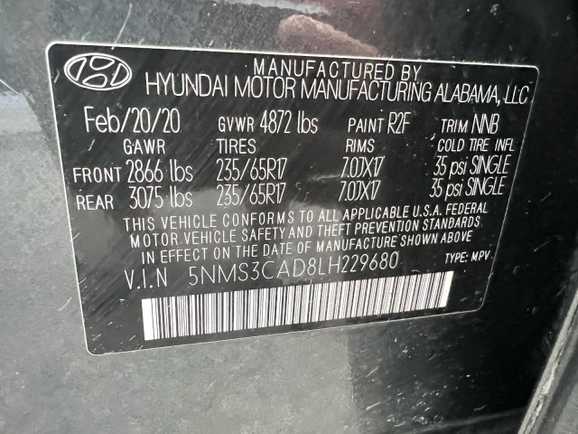 MANUFACTURED BY
HYUNDAI MOTOR MANUFACTURING ALABAMA, LLC
Feb/20/20 GVWR 4872 lbs PAINT R2F TRIM NNB
GAWR TIRES RIMS COLD TIRE INFL
FRONT 2866 lbs 235/65R17 7.0JX17 35 psi SINGLE
REAR 3075 lbs 235/65R17 7.0JX17 35 psi SINGLE
THIS VEHICLE CONFORMS TO ALL APPLICABLE U.S.A. FEDERAL
MOTOR VEHICLE SAFETY AND THEFT PREVENTION STANDARDS
IN EFFECT ON THE DATE OF MANUFACTURE SHOWN ABOVE.
V.I.N 5NMS3CAD8LH229680 TYPE: MPV